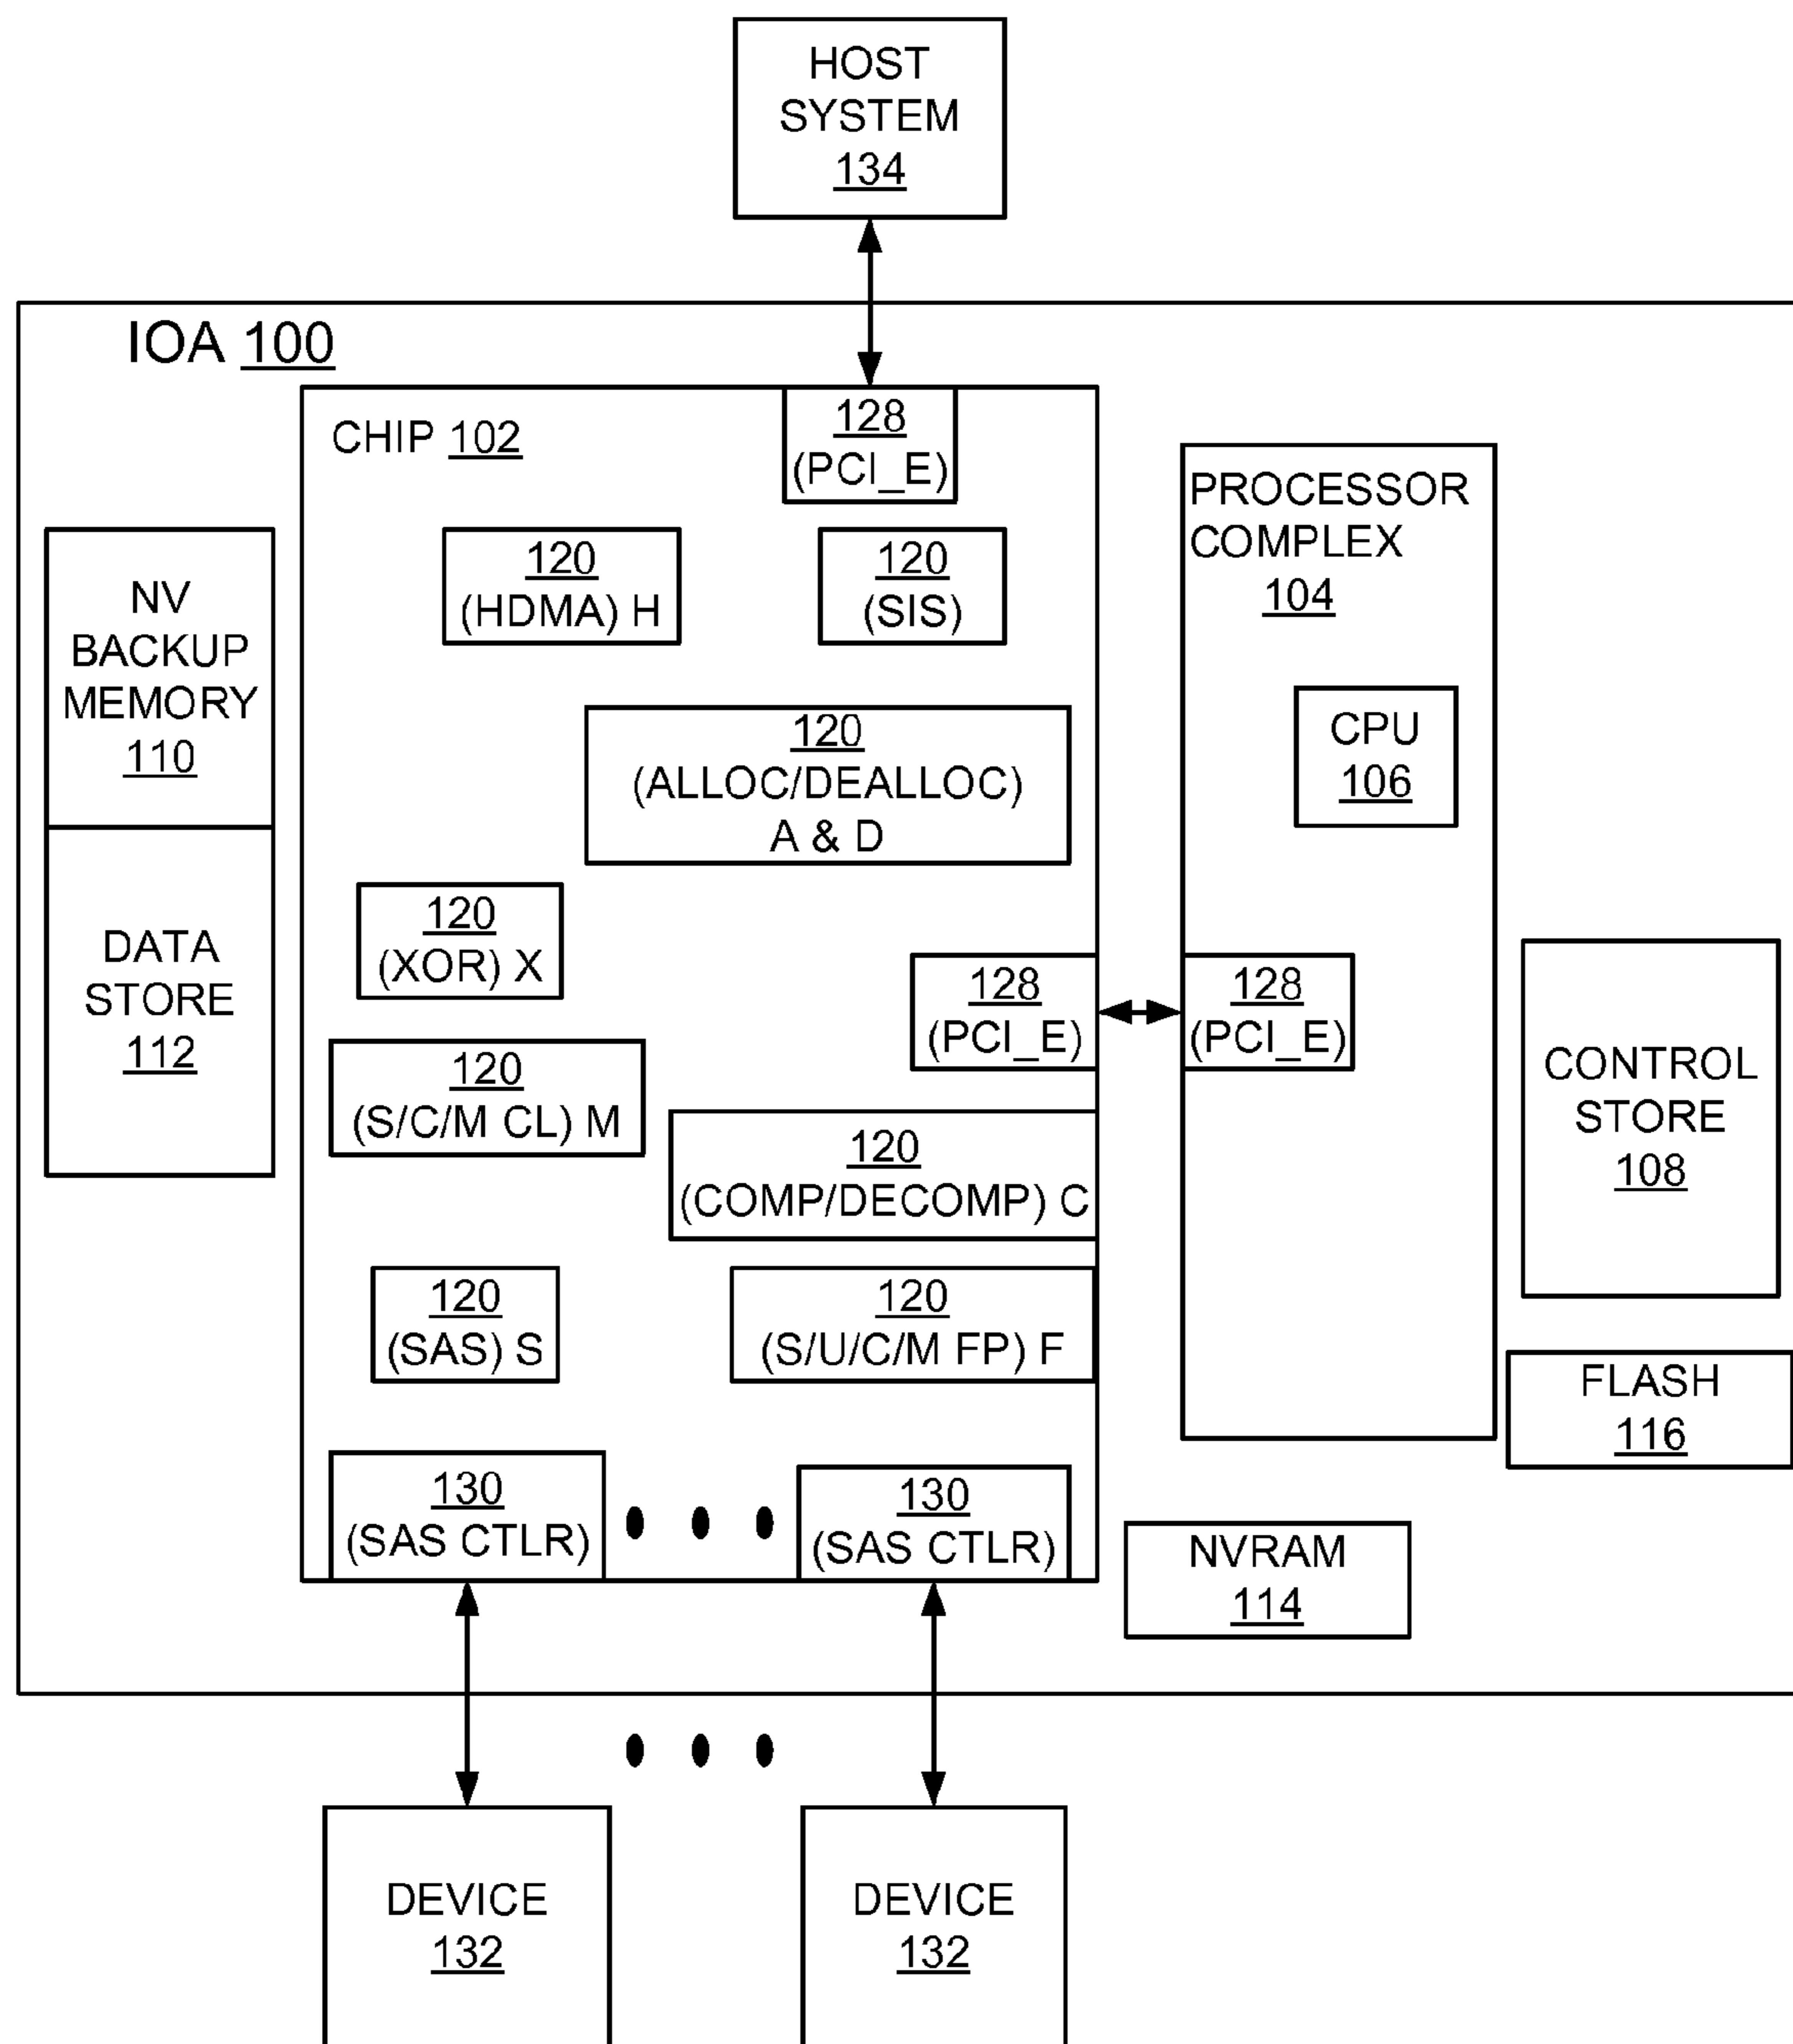 HOST
SYSTEM
134
IOA 100
CHIP 102
128
(PCI_E)
PROCESSOR
COMPLEX
104
120
(HDMA) H
120
(SIS)
NV
BACKUP
MEMORY
110
CPU
106
120
(ALLOC/DEALLOC)
A & D
120
(XOR) X
DATA
STORE
112
128
(PCI_E)
128
(PCI_E)
CONTROL
STORE
108
120
(S/C/M CL) M
120
(COMP/DECOMP) C
120
(SAS) S
120
(S/U/C/M FP) F
FLASH
116
130
(SAS CTLR)
130
(SAS CTLR)
NVRAM
114
DEVICE
132
DEVICE
132